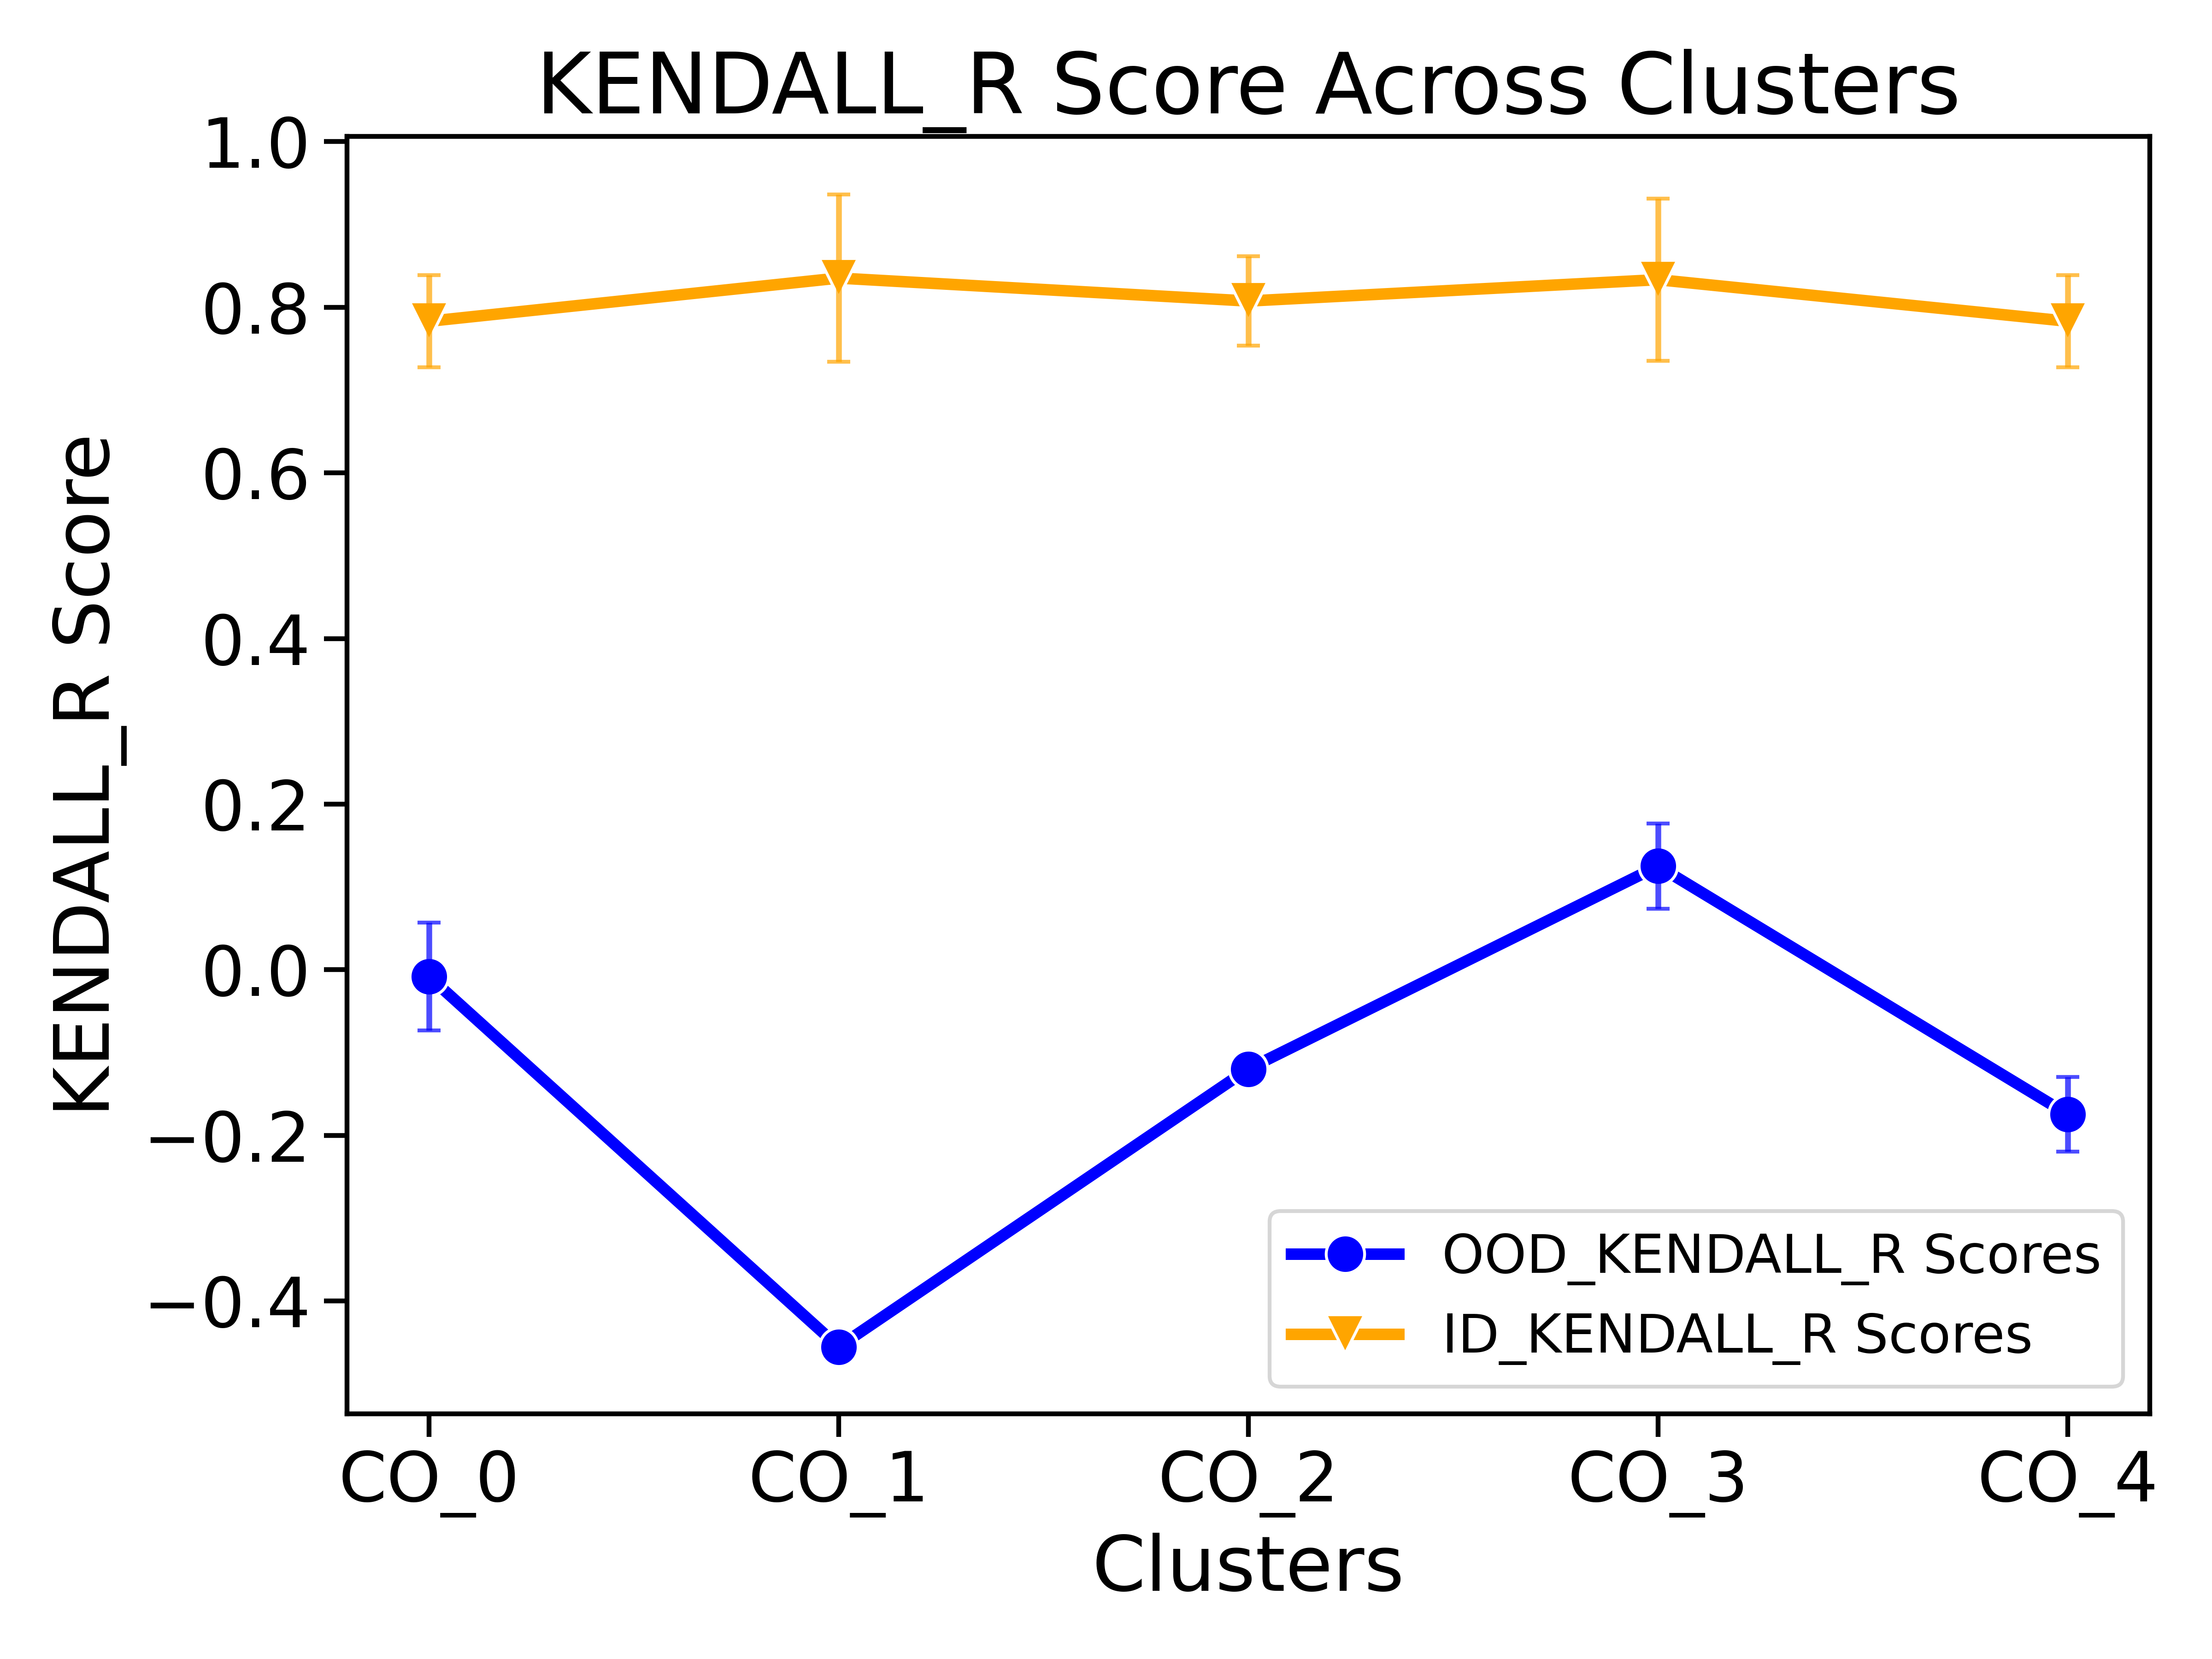 KENDALL_R Score Across Clusters
KENDALL_R Score
1.0
0.8
0.6
0.4
0.2
0.0
−0.2
−0.4
OOD_KENDALL_R Scores
ID_KENDALL_R Scores
CO_0 CO_1 CO_2 CO_3 CO_4
Clusters